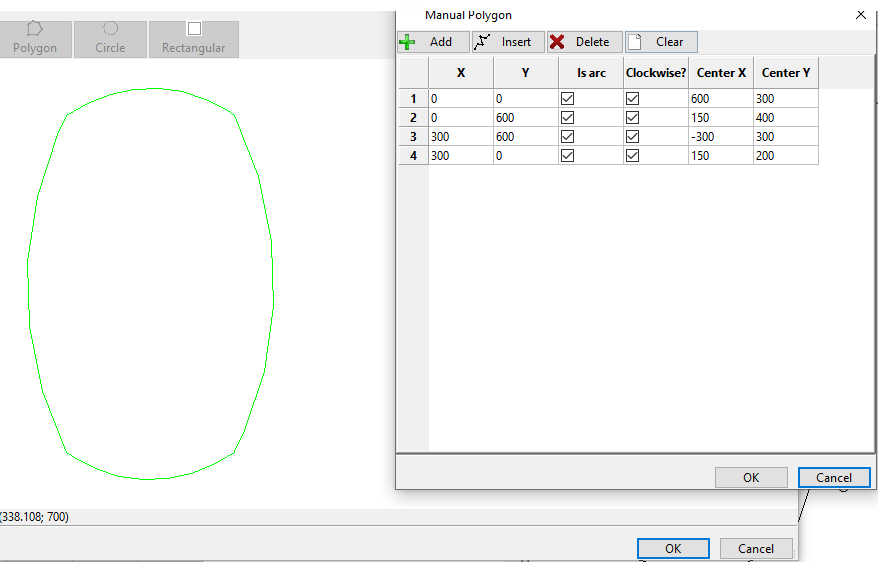 Manual Polygon
Polygon Circle Rectangular
Add Insert Delete Clear
X Y Is arc Clockwise? Center X Center Y
1 0 0 600 300
2 0 600 150 400
3 300 600 -300 300
4 300 0 150 200
OK Cancel
(338.108; 700)
OK Cancel